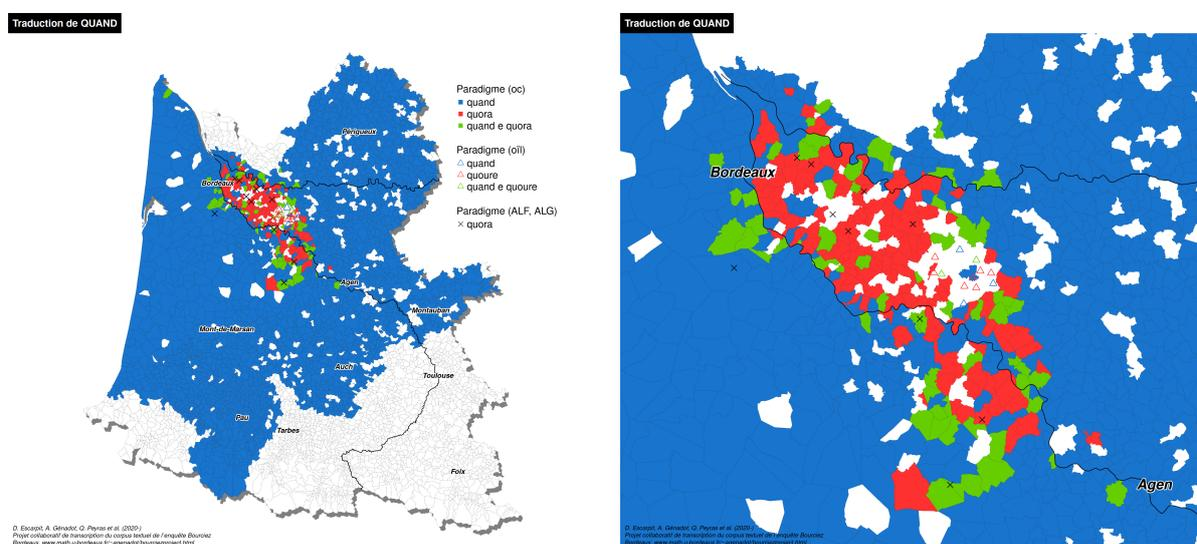 Traduction de QUAND
Paradigme (oc)
quand
quora
quand e quora
Paradigme (oïl)
quand
quoure
quand e quoure
Paradigme (ALF, ALG)
quora
Périgueux
Bordeaux
Agen
Montauban
Mont-de-Marsan
Auch
Toulouse
Pau
Tarbes
Foix
D. Escarpit, A. Génadot, Q. Peyras et al. (2020-)
Projet collaboratif de transcription du corpus textuel de l'enquête Bourciez
Traduction de QUAND
Bordeaux
Agen
D. Escarpit, A. Génadot, Q. Peyras et al. (2020-)
Projet collaboratif de transcription du corpus textuel de l'enquête Bourciez